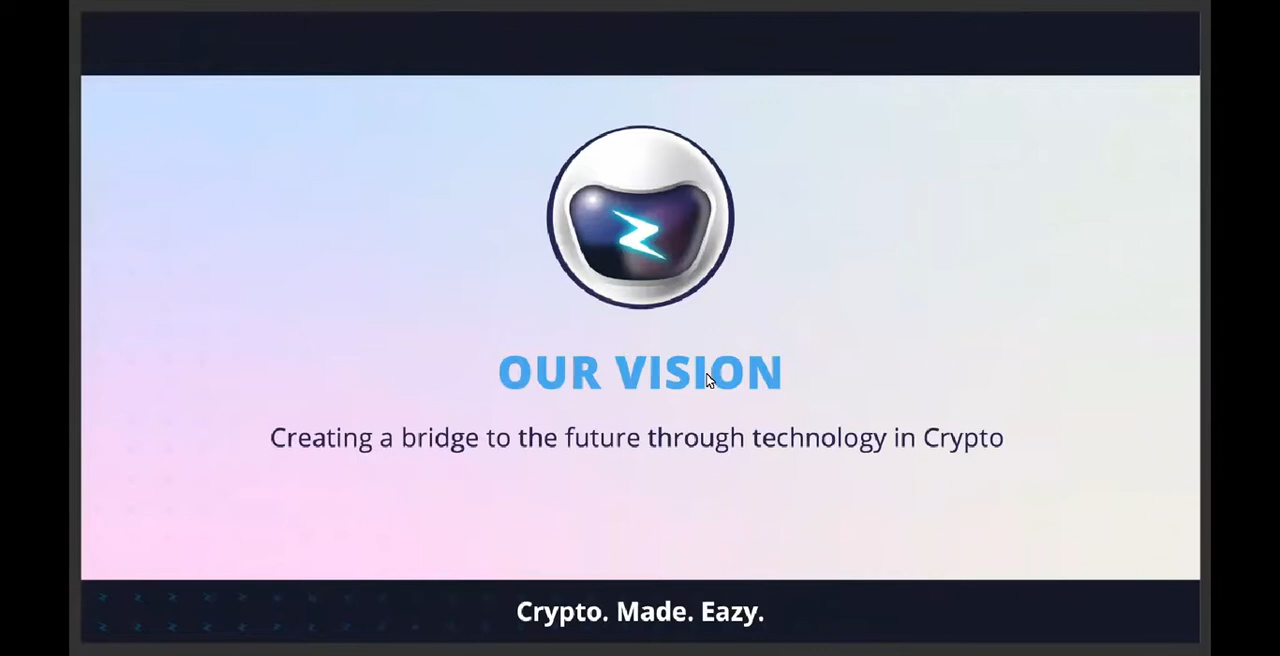 OUR VISION
Creating a bridge to the future through technology in Crypto
Crypto. Made. Eazy.